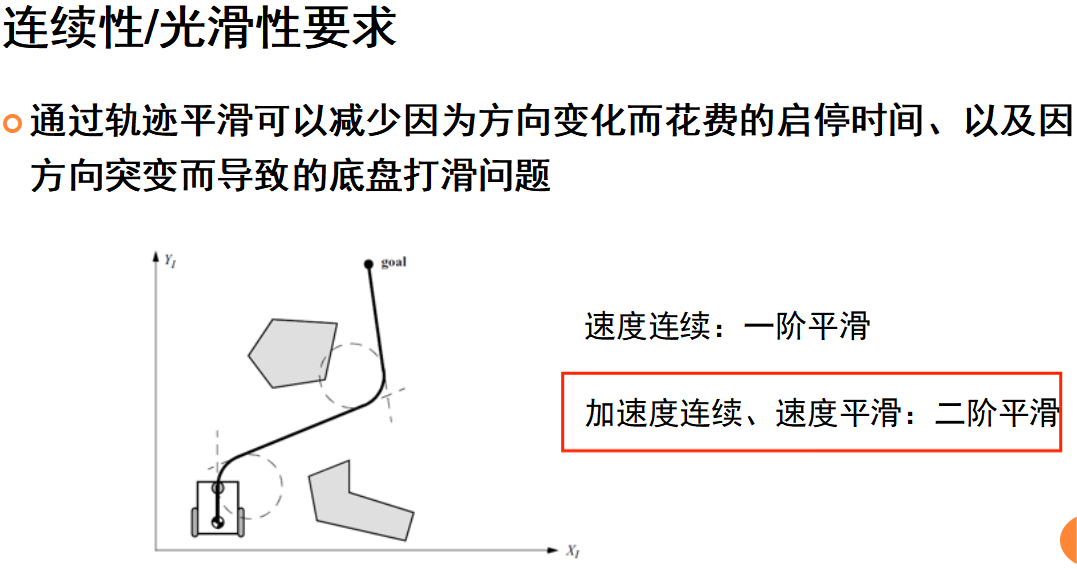 连续性/光滑性要求
通过轨迹平滑可以减少因为方向变化而花费的启停时间、以及因
方向突变而导致的底盘打滑问题
Y_I
goal
速度连续：一阶平滑
加速度连续、速度平滑：二阶平滑
X_I